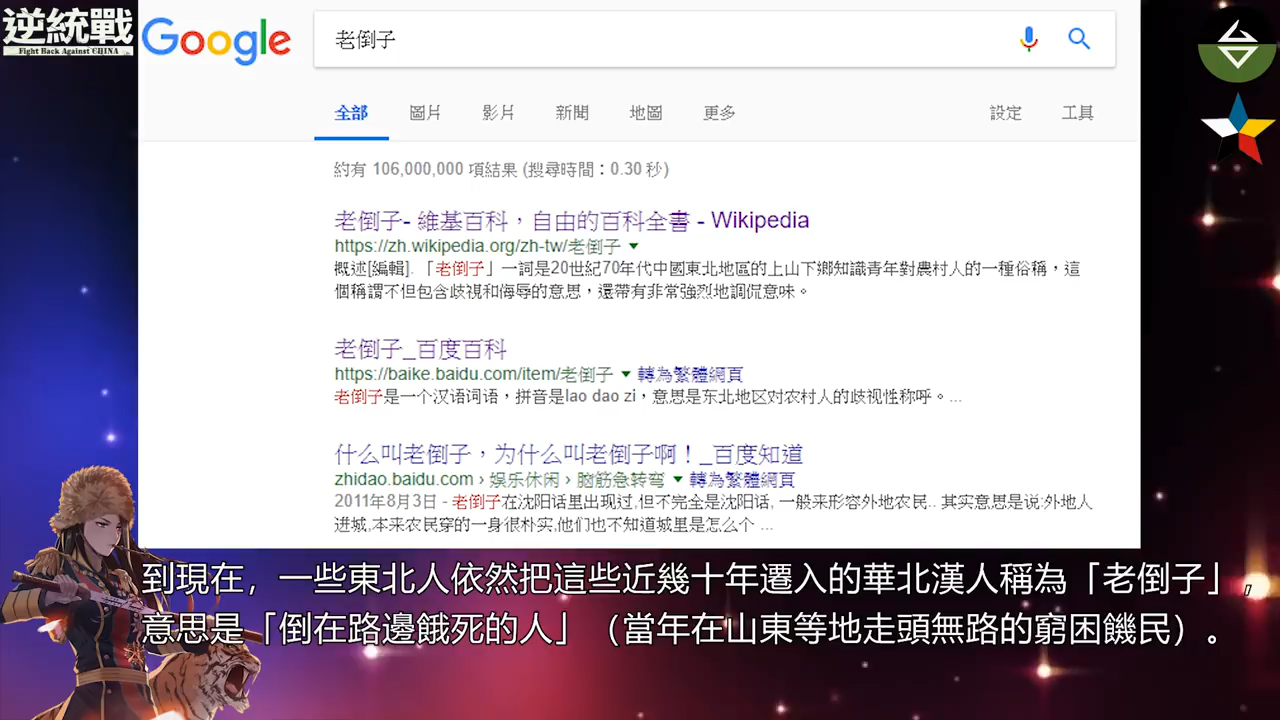 逆統戰
Fight Back Against CHINA
Google
老倒子
全部 圖片 影片 新聞 地圖 更多 設定 工具
約有 106,000,000 項結果 (搜尋時間：0.30 秒)
老倒子- 維基百科，自由的百科全書 - Wikipedia
https://zh.wikipedia.org/zh-tw/老倒子
概述[編輯]. 「老倒子」一詞是20世紀70年代中國東北地區的上山下鄉知識青年對農村人的一種俗稱，這
個稱謂不但包含歧視和侮辱的意思，還帶有非常強烈地調侃意味。
老倒子_百度百科
https://baike.baidu.com/item/老倒子 轉為繁體網頁
老倒子是一个汉语词语，拼音是lao dao zi，意思是东北地区对农村人的歧视性称呼。...
什么叫老倒子，为什么叫老倒子啊！_百度知道
zhidao.baidu.com › 娱乐休闲 › 脑筋急转弯 轉為繁體網頁
2011年8月3日 - 老倒子在沈阳话里出现过,但不完全是沈阳话, 一般来形容外地农民.. 其实意思是说:外地人
进城,本来农民穿的一身很朴实,他们也不知道城里是怎么个 ...
到現在，一些東北人依然把這些近幾十年遷入的華北漢人稱為「老倒子」，
意思是「倒在路邊餓死的人」（當年在山東等地走頭無路的窮困饑民）。